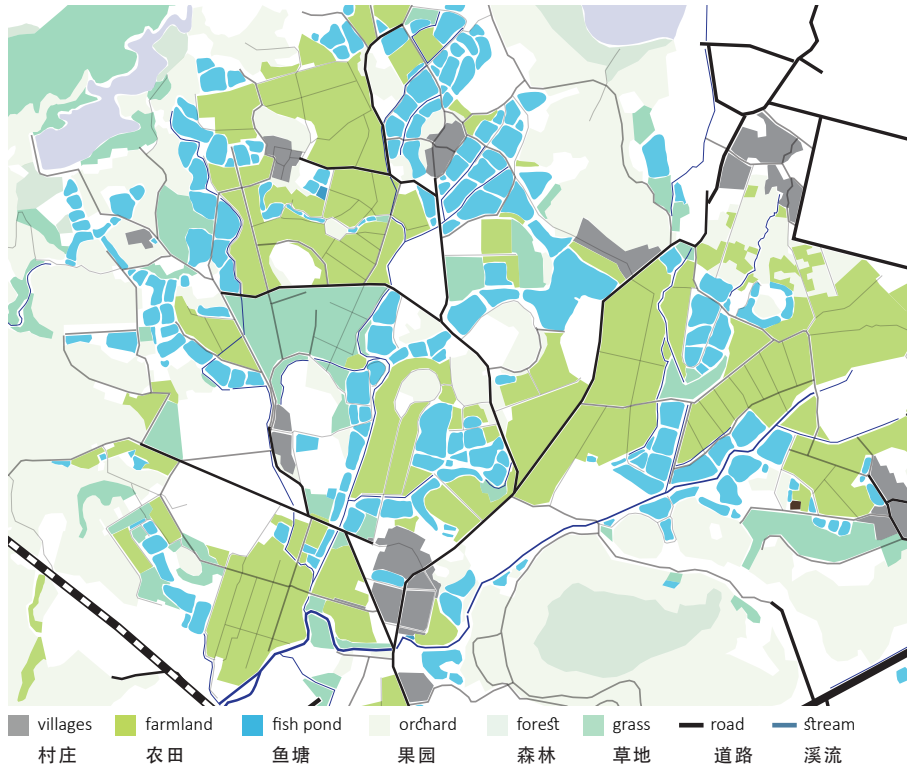 villages farmland fish pond orchard forest grass road stream
村庄 农田 鱼塘 果园 森林 草地 道路 溪流